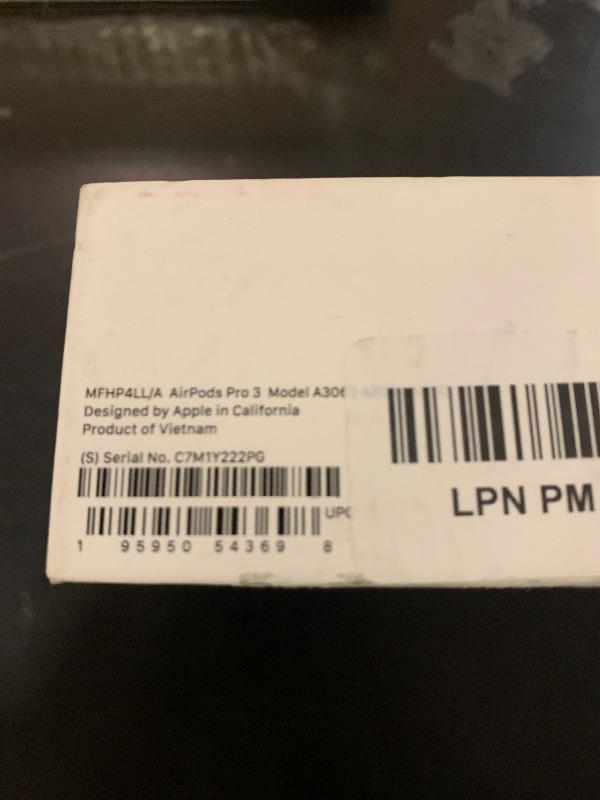 MFHP4LL/A AirPods Pro 3 Model A306
Designed by Apple in California
Product of Vietnam
(S) Serial No. C7M1Y222PG
UPC
1 95950 54369 8
LPN PM